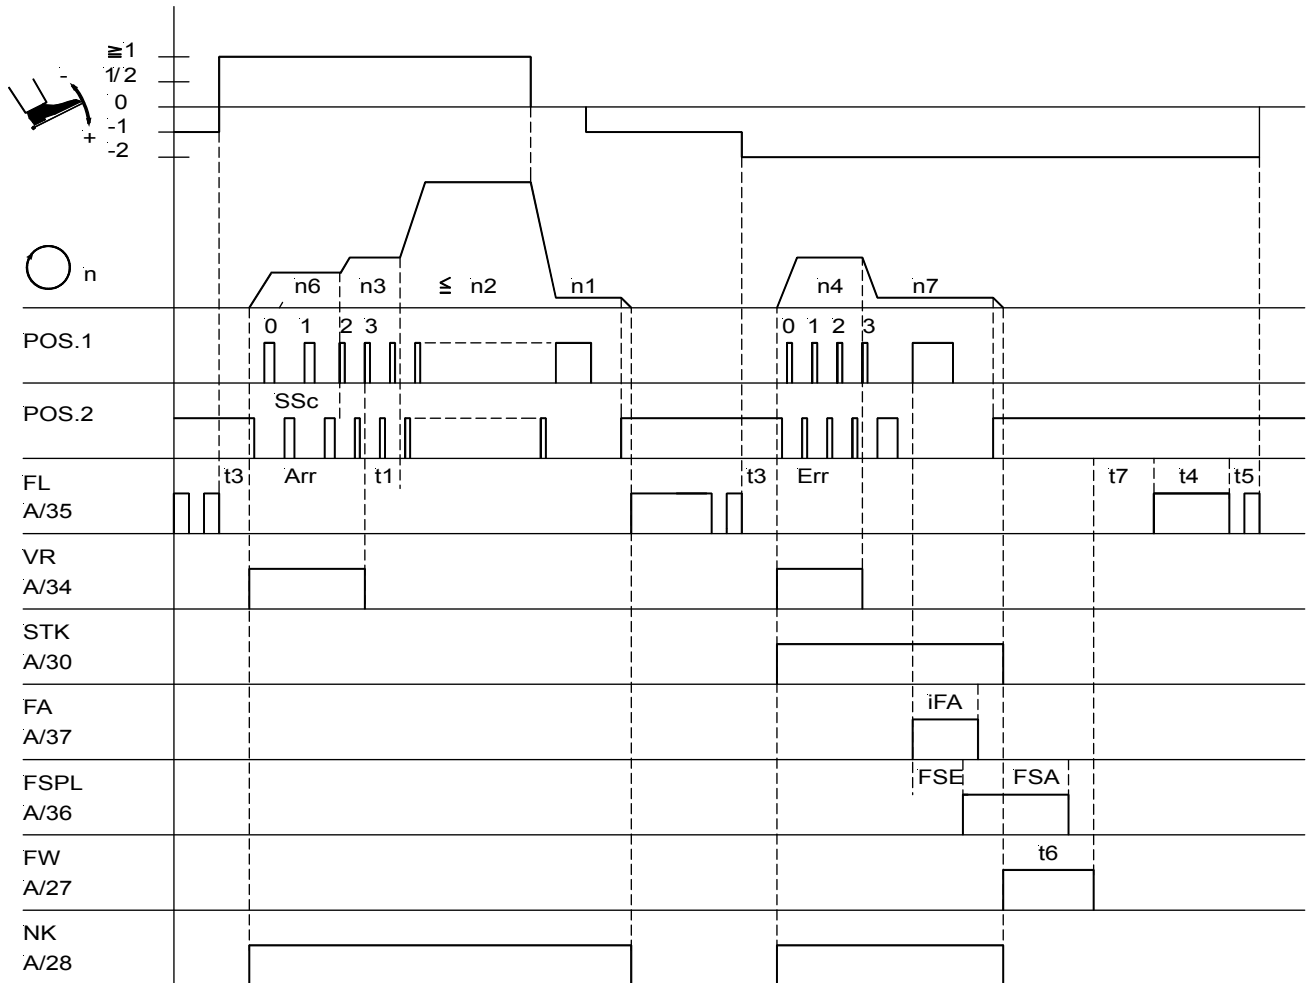 ≧1
1/2
0
-1
-2
-
+
n
n6 n3 ≦ n2 n1 n4 n7
POS.1
0 1 2 3 0 1 2 3
POS.2
SSc
FL
A/35
t3 Arr t1 t3 Err t7 t4 t5
VR
A/34
STK
A/30
FA
A/37
iFA
FSPL
A/36
FSE FSA
FW
A/27
t6
NK
A/28